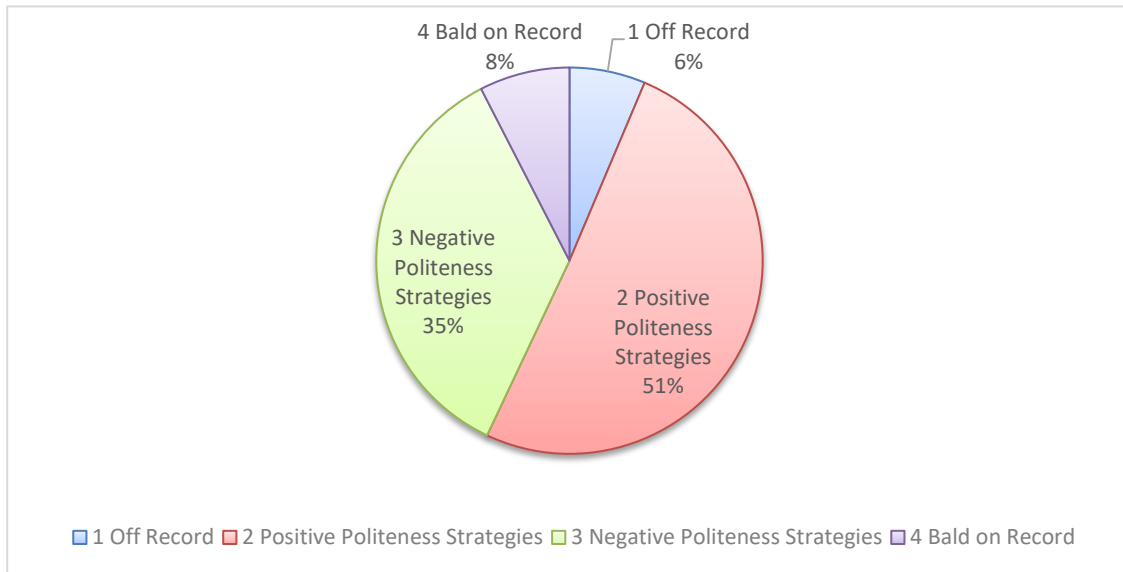 4 Bald on Record
8%
1 Off Record
6%
3 Negative
Politeness
Strategies
35%
2 Positive
Politeness
Strategies
51%
1 Off Record 2 Positive Politeness Strategies 3 Negative Politeness Strategies 4 Bald on Record